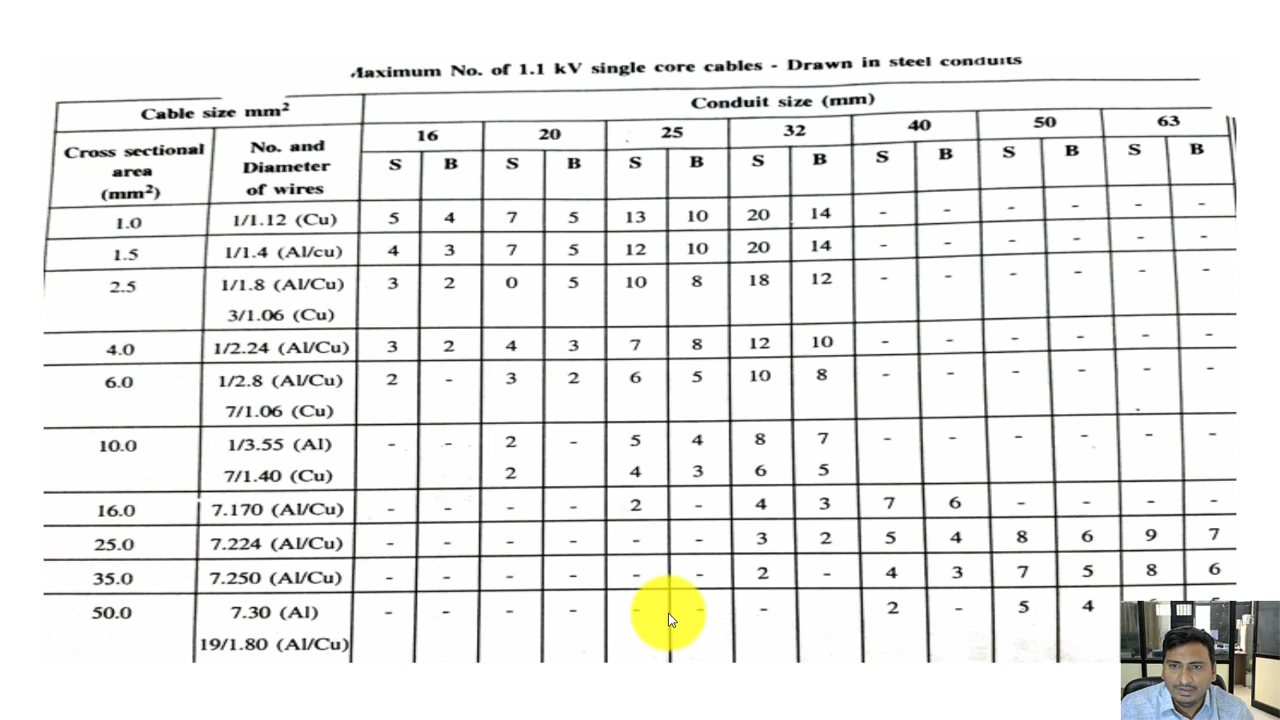 Maximum No. of 1.1 kV single core cables - Drawn in steel conduits
Cable size mm² Conduit size (mm)
Cross sectional area (mm²) No. and Diameter of wires 16 20 25 32 40 50 63
S B S B S B S B S B S B S B
1.0 1/1.12 (Cu) 5 4 7 5 13 10 20 14 - - - - - -
1.5 1/1.4 (Al/cu) 4 3 7 5 12 10 20 14 - - - - - -
2.5 1/1.8 (Al/Cu) 3 2 0 5 10 8 18 12 - - - - - -
3/1.06 (Cu)
4.0 1/2.24 (Al/Cu) 3 2 4 3 7 8 12 10 - - - - - -
6.0 1/2.8 (Al/Cu) 2 - 3 2 6 5 10 8 - - - - - -
7/1.06 (Cu)
10.0 1/3.55 (Al) - - 2 - 5 4 8 7 - - - - - -
7/1.40 (Cu) 2 4 3 6 5
16.0 7.170 (Al/Cu) - - - - 2 - 4 3 7 6 - - - -
25.0 7.224 (Al/Cu) - - - - - - 3 2 5 4 8 6 9 7
35.0 7.250 (Al/Cu) - - - - - - 2 - 4 3 7 5 8 6
50.0 7.30 (Al) - - - - - - - 2 - 5 4
19/1.80 (Al/Cu)